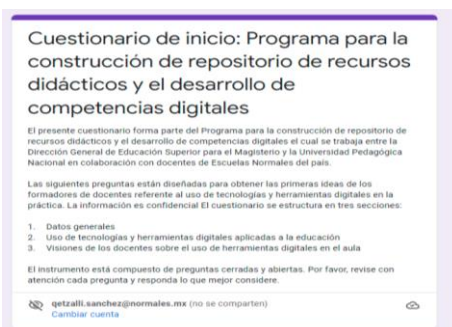 Cuestionario de inicio: Programa para la
construcción de repositorio de recursos
didácticos y el desarrollo de
competencias digitales
El presente cuestionario forma parte del Programa para la construcción de repositorio de
recursos didácticos y el desarrollo de competencias digitales el cual se trabaja entre la
Dirección General de Educación Superior para el Magisterio y la Universidad Pedagógica
Nacional en colaboración con docentes de Escuelas Normales del país.
Las siguientes preguntas están diseñadas para obtener las primeras ideas de los
formadores de docentes referente al uso de tecnologías y herramientas digitales en la
práctica. La información es confidencial El cuestionario se estructura en tres secciones:
1. Datos generales
2. Uso de tecnologías y herramientas digitales aplicadas a la educación
3. Visiones de los docentes sobre el uso de herramientas digitales en el aula
El instrumento está compuesto de preguntas cerradas y abiertas. Por favor, revise con
atención cada pregunta y responda lo que mejor considere.
qetzalli.sanchez@normales.mx (no se comparten)
Cambiar cuenta